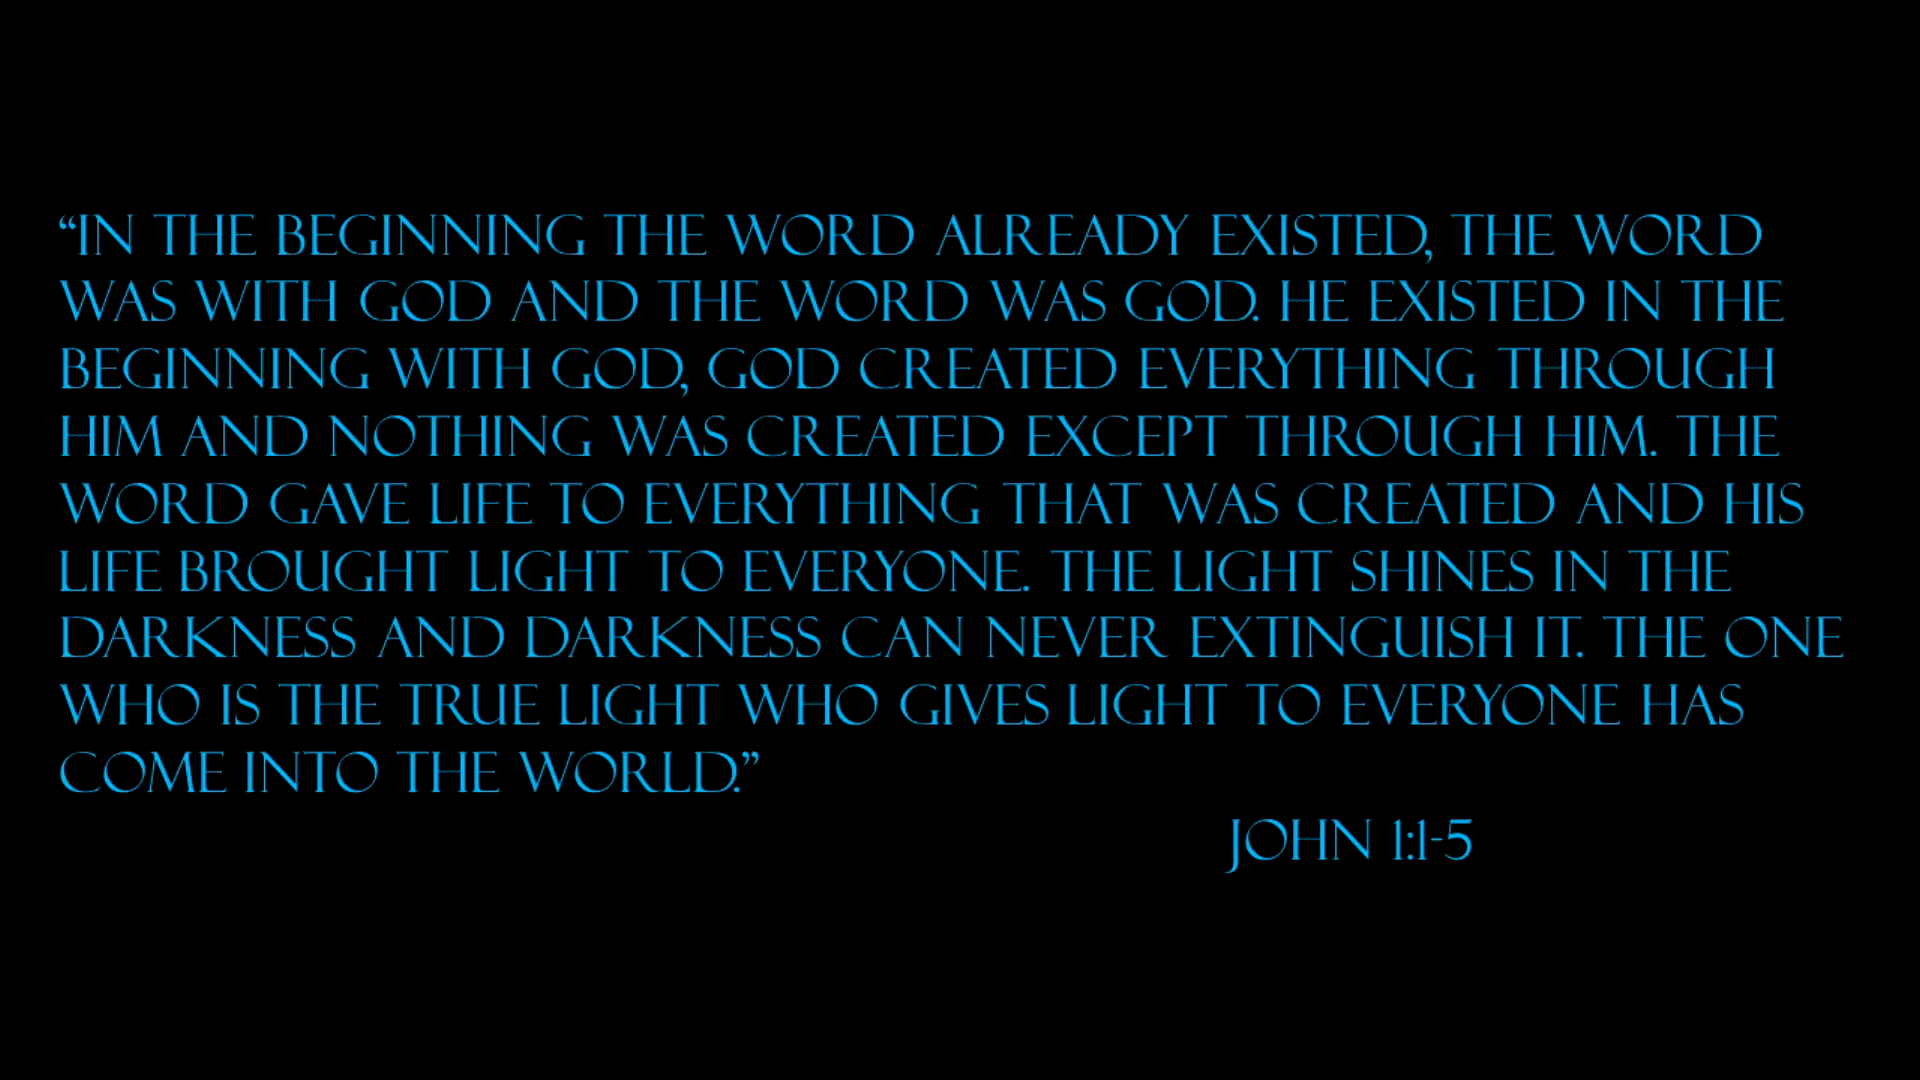 “IN THE BEGINNING THE WORD ALREADY EXISTED, THE WORD
WAS WITH GOD AND THE WORD WAS GOD. HE EXISTED IN THE
BEGINNING WITH GOD, GOD CREATED EVERYTHING THROUGH
HIM AND NOTHING WAS CREATED EXCEPT THROUGH HIM. THE
WORD GAVE LIFE TO EVERYTHING THAT WAS CREATED AND HIS
LIFE BROUGHT LIGHT TO EVERYONE. THE LIGHT SHINES IN THE
DARKNESS AND DARKNESS CAN NEVER EXTINGUISH IT. THE ONE
WHO IS THE TRUE LIGHT WHO GIVES LIGHT TO EVERYONE HAS
COME INTO THE WORLD.”
JOHN 1:1-5